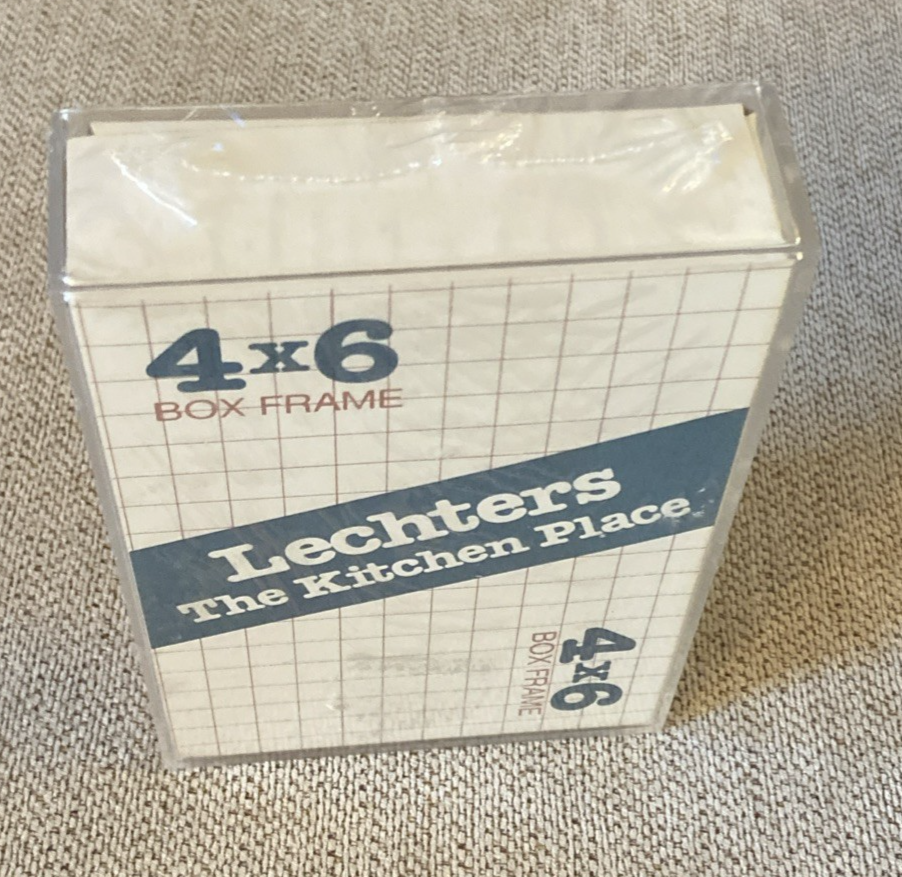 4x6
BOX FRAME
Lechters
The Kitchen Place
4x6
BOX FRAME